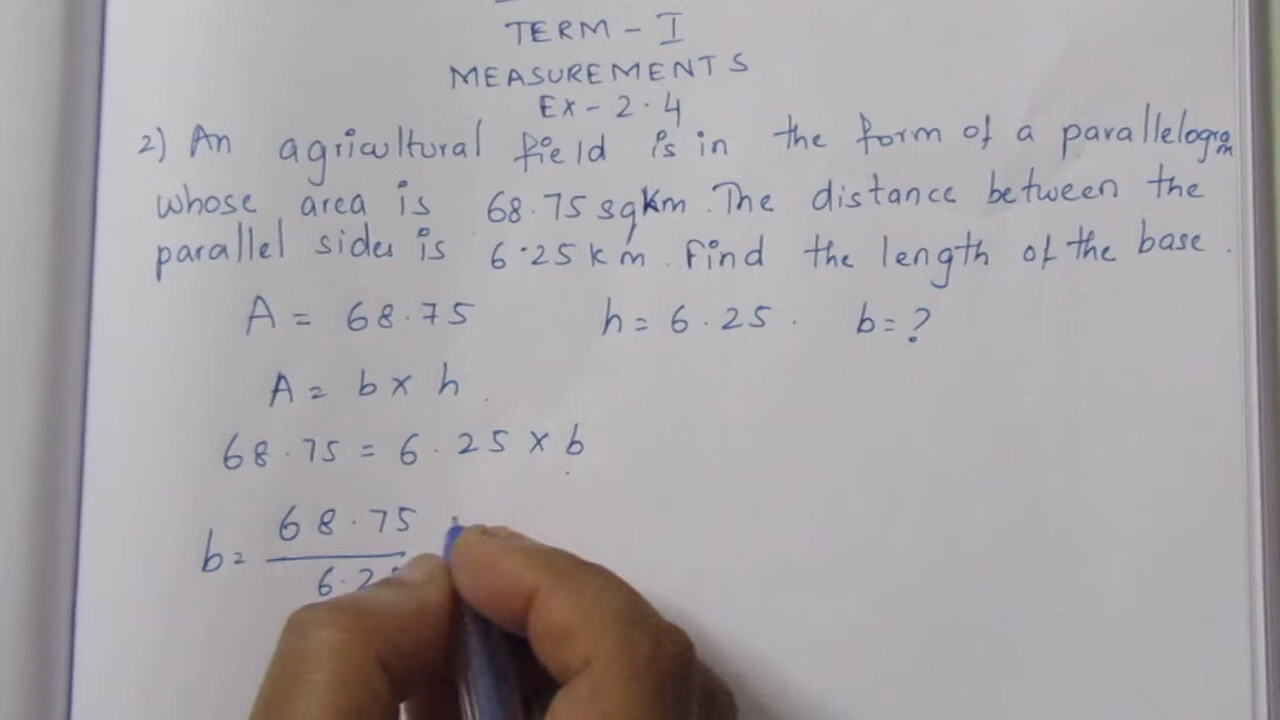 TERM - I
MEASUREMENTS
EX - 2.4
2) An agricultural field is in the form of a parallelogram
whose area is 68.75 sqkm. The distance between the
parallel sides is 6.25 km. Find the length of the base.
A = 68.75 h = 6.25. b = ?
A = b x h.
68.75 = 6.25 x b
b = 68.75
6.25